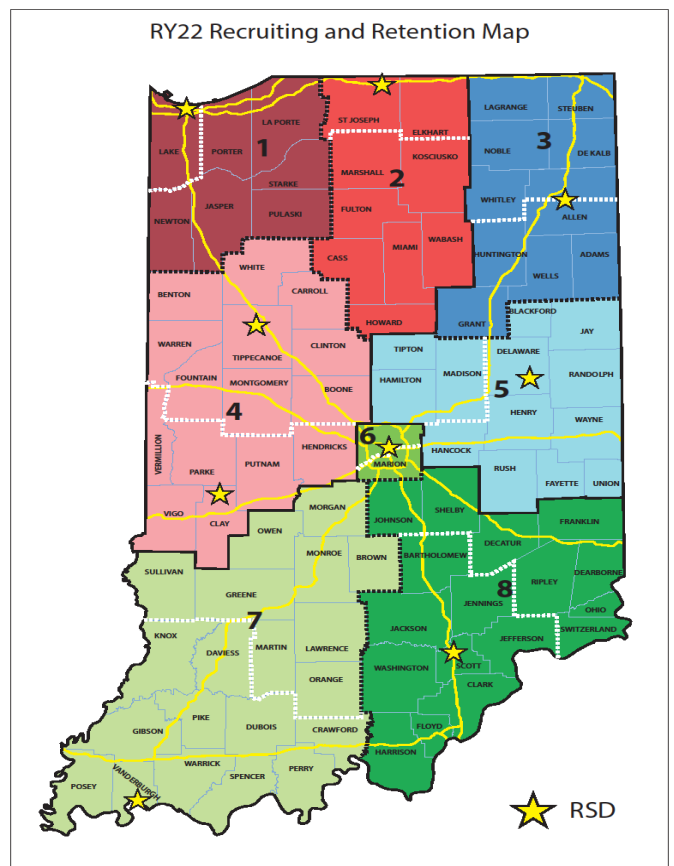 RY22 Recruiting and Retention Map
LAGRANGE
STEUBEN
ST JOSEPH
LA PORTE
ELKHART
LAKE
PORTER
1
3
NOBLE
DE KALB
KOSCIUSKO
MARSHALL
2
STARKE
WHITLEY
JASPER
FULTON
ALLEN
NEWTON
PULASKI
MIAMI
WABASH
HUNTINGTON
ADAMS
CASS
WHITE
WELLS
BENTON
CARROLL
HOWARD
GRANT
BLACKFORD
JAY
WARREN
CLINTON
TIPTON
DELAWARE
TIPPECANOE
FOUNTAIN
HAMILTON
MADISON
RANDOLPH
MONTGOMERY
BOONE
5
4
HENRY
WAYNE
6
HENDRICKS
HANCOCK
VERMILLION
PARKE
PUTNAM
MARION
RUSH
FAYETTE
UNION
VIGO
CLAY
MORGAN
SHELBY
JOHNSON
FRANKLIN
OWEN
MONROE
BROWN
BARTHOLOMEW
DECATUR
SULLIVAN
RIPLEY
DEARBORNE
GREENE
8
JENNINGS
OHIO
7
JACKSON
SWITZERLAND
KNOX
JEFFERSON
DAVIESS
MARTIN
LAWRENCE
WASHINGTON
SCOTT
ORANGE
CLARK
PIKE
DUBOIS
FLOYD
GIBSON
CRAWFORD
HARRISON
WARRICK
PERRY
SPENCER
POSEY
VANDERBURGH
RSD